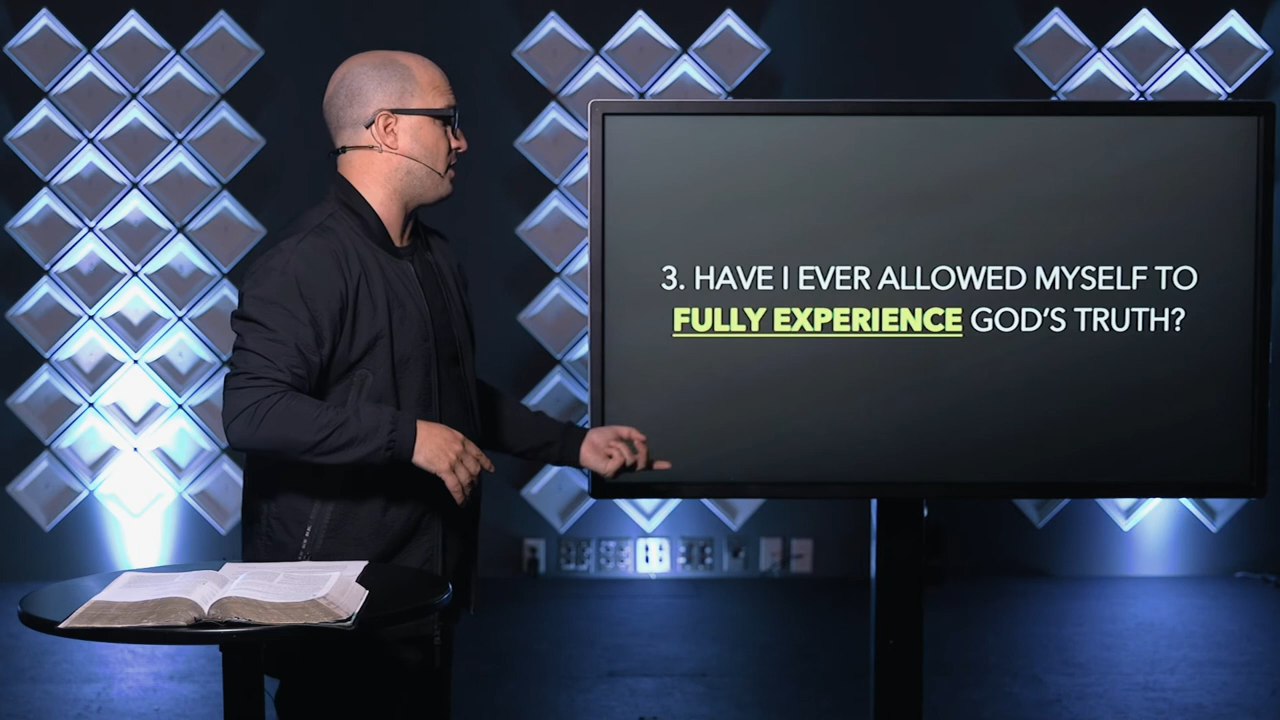 3. HAVE I EVER ALLOWED MYSELF TO
FULLY EXPERIENCE GOD'S TRUTH?